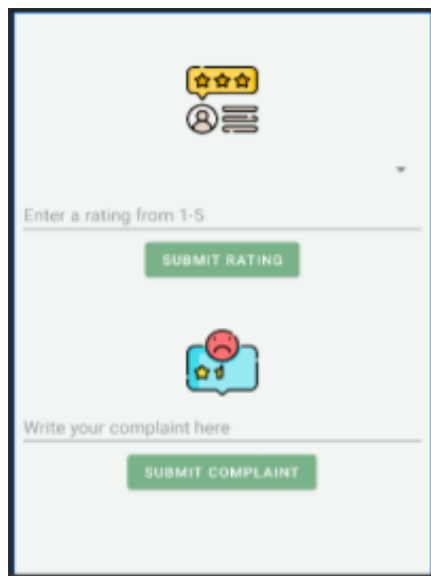 Enter a rating from 1-5
SUBMIT RATING
Write your complaint here
SUBMIT COMPLAINT